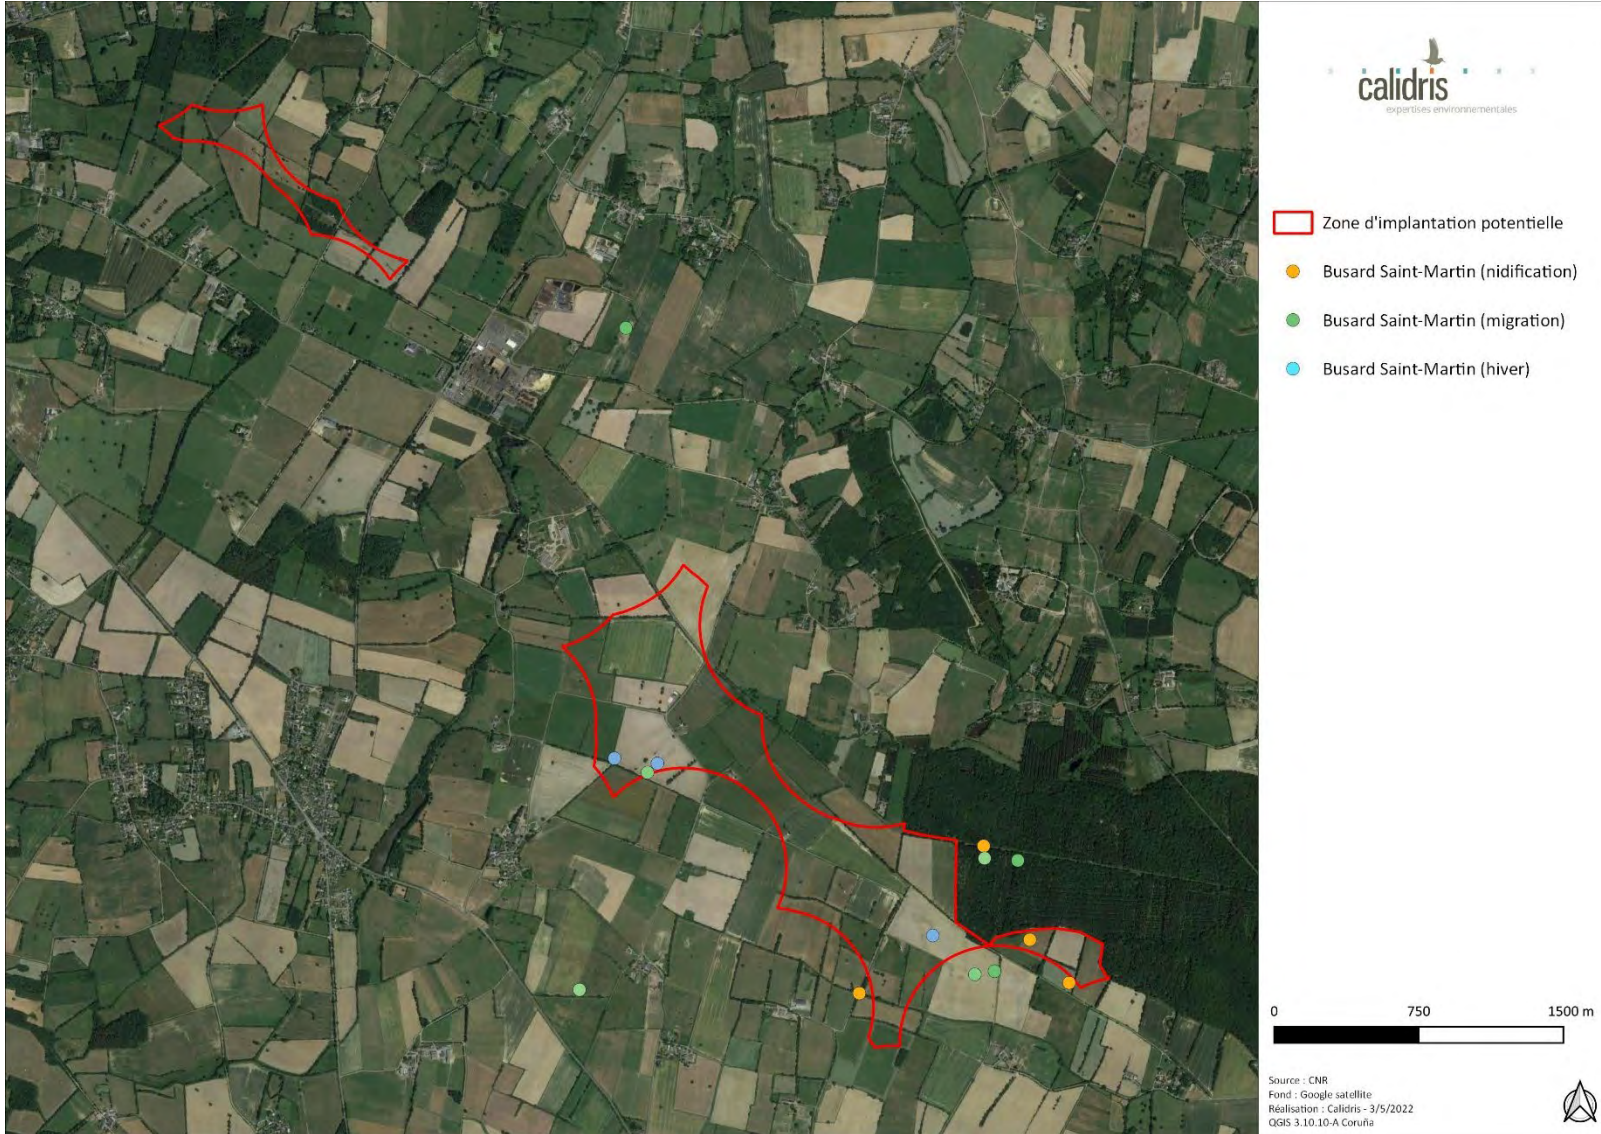 calidris
expertises environnementales
Zone d'implantation potentielle
Busard Saint-Martin (nidification)
Busard Saint-Martin (migration)
Busard Saint-Martin (hiver)
0 750 1500 m
Source : CNR
Fond : Google satellite
Réalisation : Calidris - 3/5/2022
QGIS 3.10.10-A Coruña